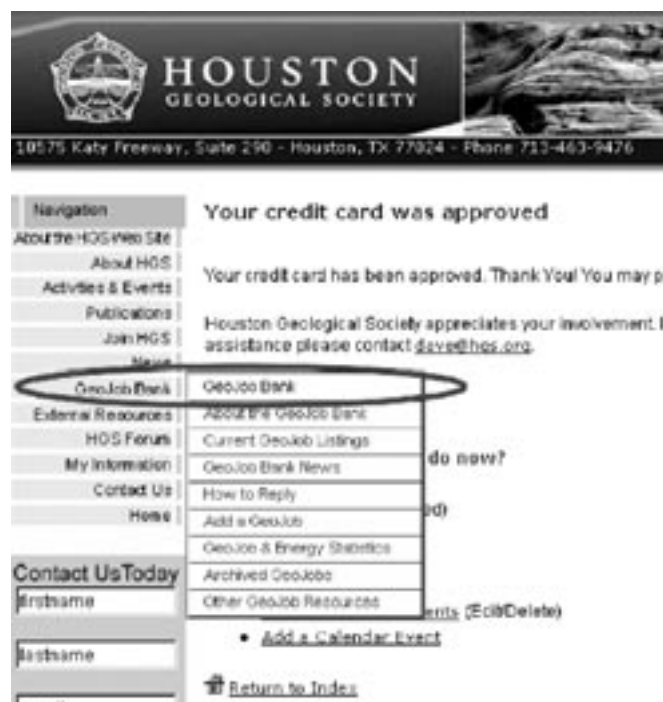 HOUSTON
GEOLOGICAL SOCIETY
10575 Katy Freeway, Suite 290 - Houston, TX 77024 - Phone 713-463-9476
Navigation
About the HGS Web Site
About HGS
Activities & Events
Publications
Join HGS
News
GeoJob Bank
External Resources
HGS Forum
My Information
Contact Us
Home
Contact UsToday
firstname
lastname
Your credit card was approved
Your credit card has been approved. Thank You! You may p
Houston Geological Society appreciates your involvement.
assistance please contact dave@hgs.org.
GeoJob Bank
About the GeoJob Bank
Current GeoJob Listings
GeoJob Bank News
How to Reply
Add a GeoJob
GeoJob & Energy Statistics
Archived GeoJobs
Other GeoJob Resources
do now?
ed)
ents (Edit/Delete)
• Add a Calendar Event
Return to Index